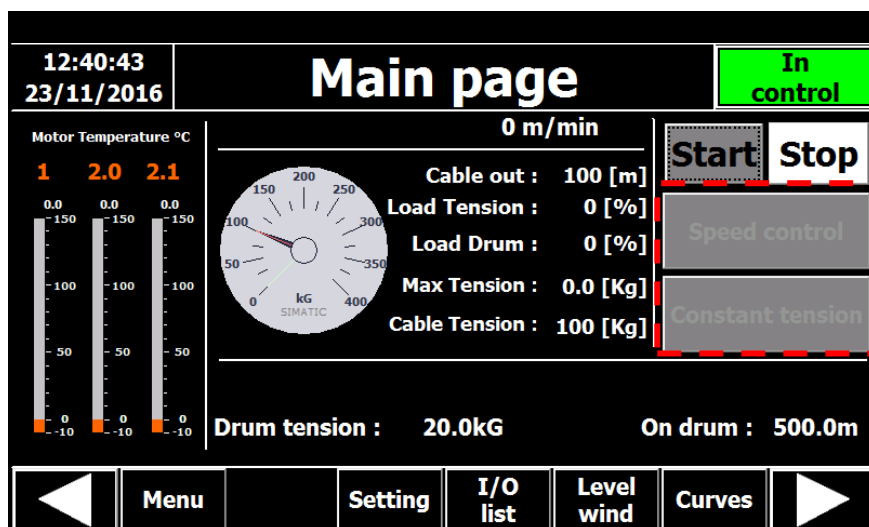 12:40:43
23/11/2016
Main page
In
control
Motor Temperature ºC
1 2.0 2.1
0.0 0.0 0.0
150 150 150
100 100 100
50 50 50
0 0 0
-10 -10 -10
0 m/min
0 50 100 150 200 250 300 350 400
kG
SIMATIC
Cable out : 100 [m]
Load Tension : 0 [%]
Load Drum : 0 [%]
Max Tension : 0.0 [Kg]
Cable Tension : 100 [Kg]
Start Stop
Speed control
Constant tension
Drum tension : 20.0kG On drum : 500.0m
Menu
Setting
I/O
list
Level
wind
Curves